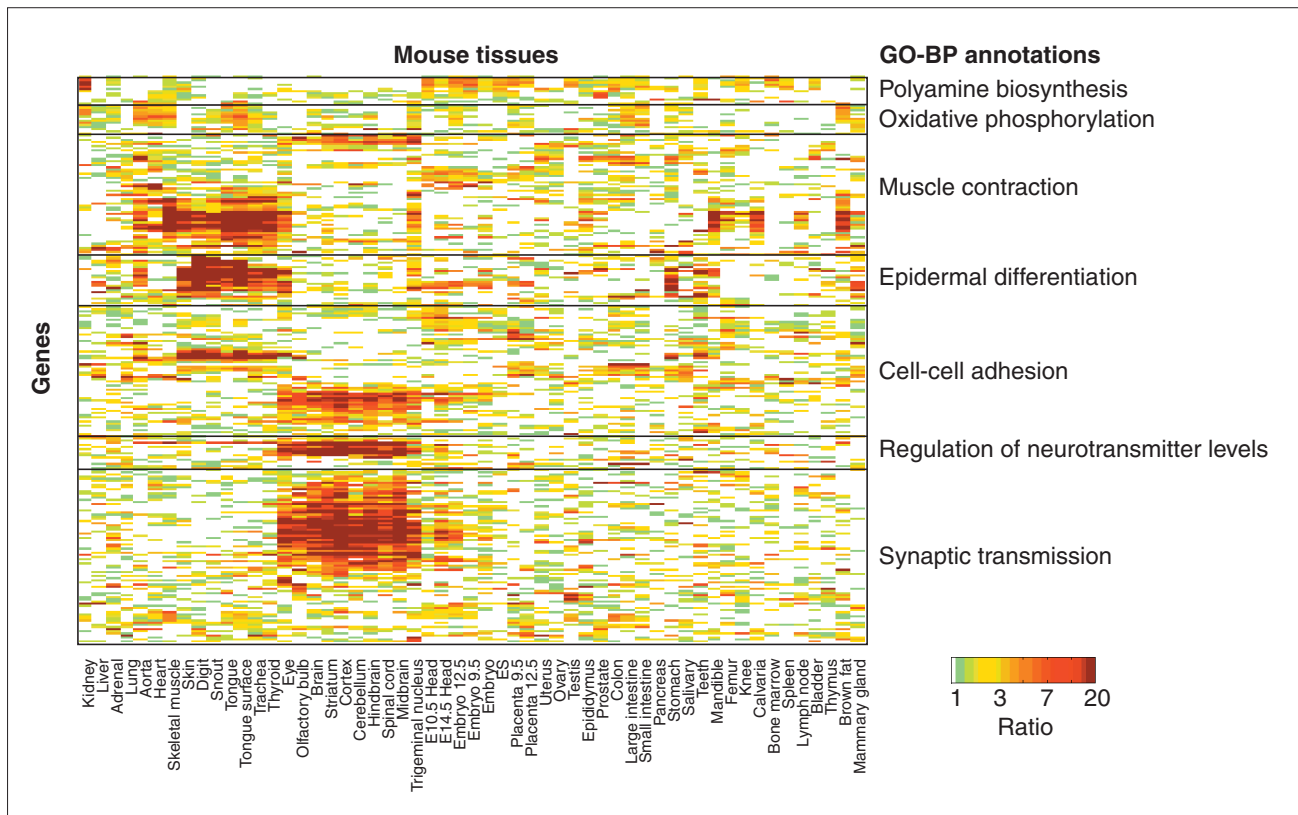 Mouse tissues
GO-BP annotations
Polyamine biosynthesis
Oxidative phosphorylation
Muscle contraction
Epidermal differentiation
Cell-cell adhesion
Regulation of neurotransmitter levels
Synaptic transmission
Genes
Kidney
Liver
Adrenal
Lung
Aorta
Heart
Skeletal muscle
Skin
Digit
Snout
Tongue
Tongue surface
Trachea
Thyroid
Eye
Olfactory bulb
Brain
Striatum
Cortex
Cerebellum
Hindbrain
Spinal cord
Midbrain
Trigeminal nucleus
E10.5 Head
E14.5 Head
Embryo 12.5
Embryo 9.5
Embryo
ES
Placenta 9.5
Placenta 12.5
Uterus
Ovary
Testis
Epididymus
Prostate
Colon
Large intestine
Small intestine
Pancreas
Stomach
Salivary
Teeth
Mandible
Femur
Knee
Calvaria
Bone marrow
Spleen
Lymph node
Bladder
Thymus
Brown fat
Mammary gland
1 3 7 20
Ratio